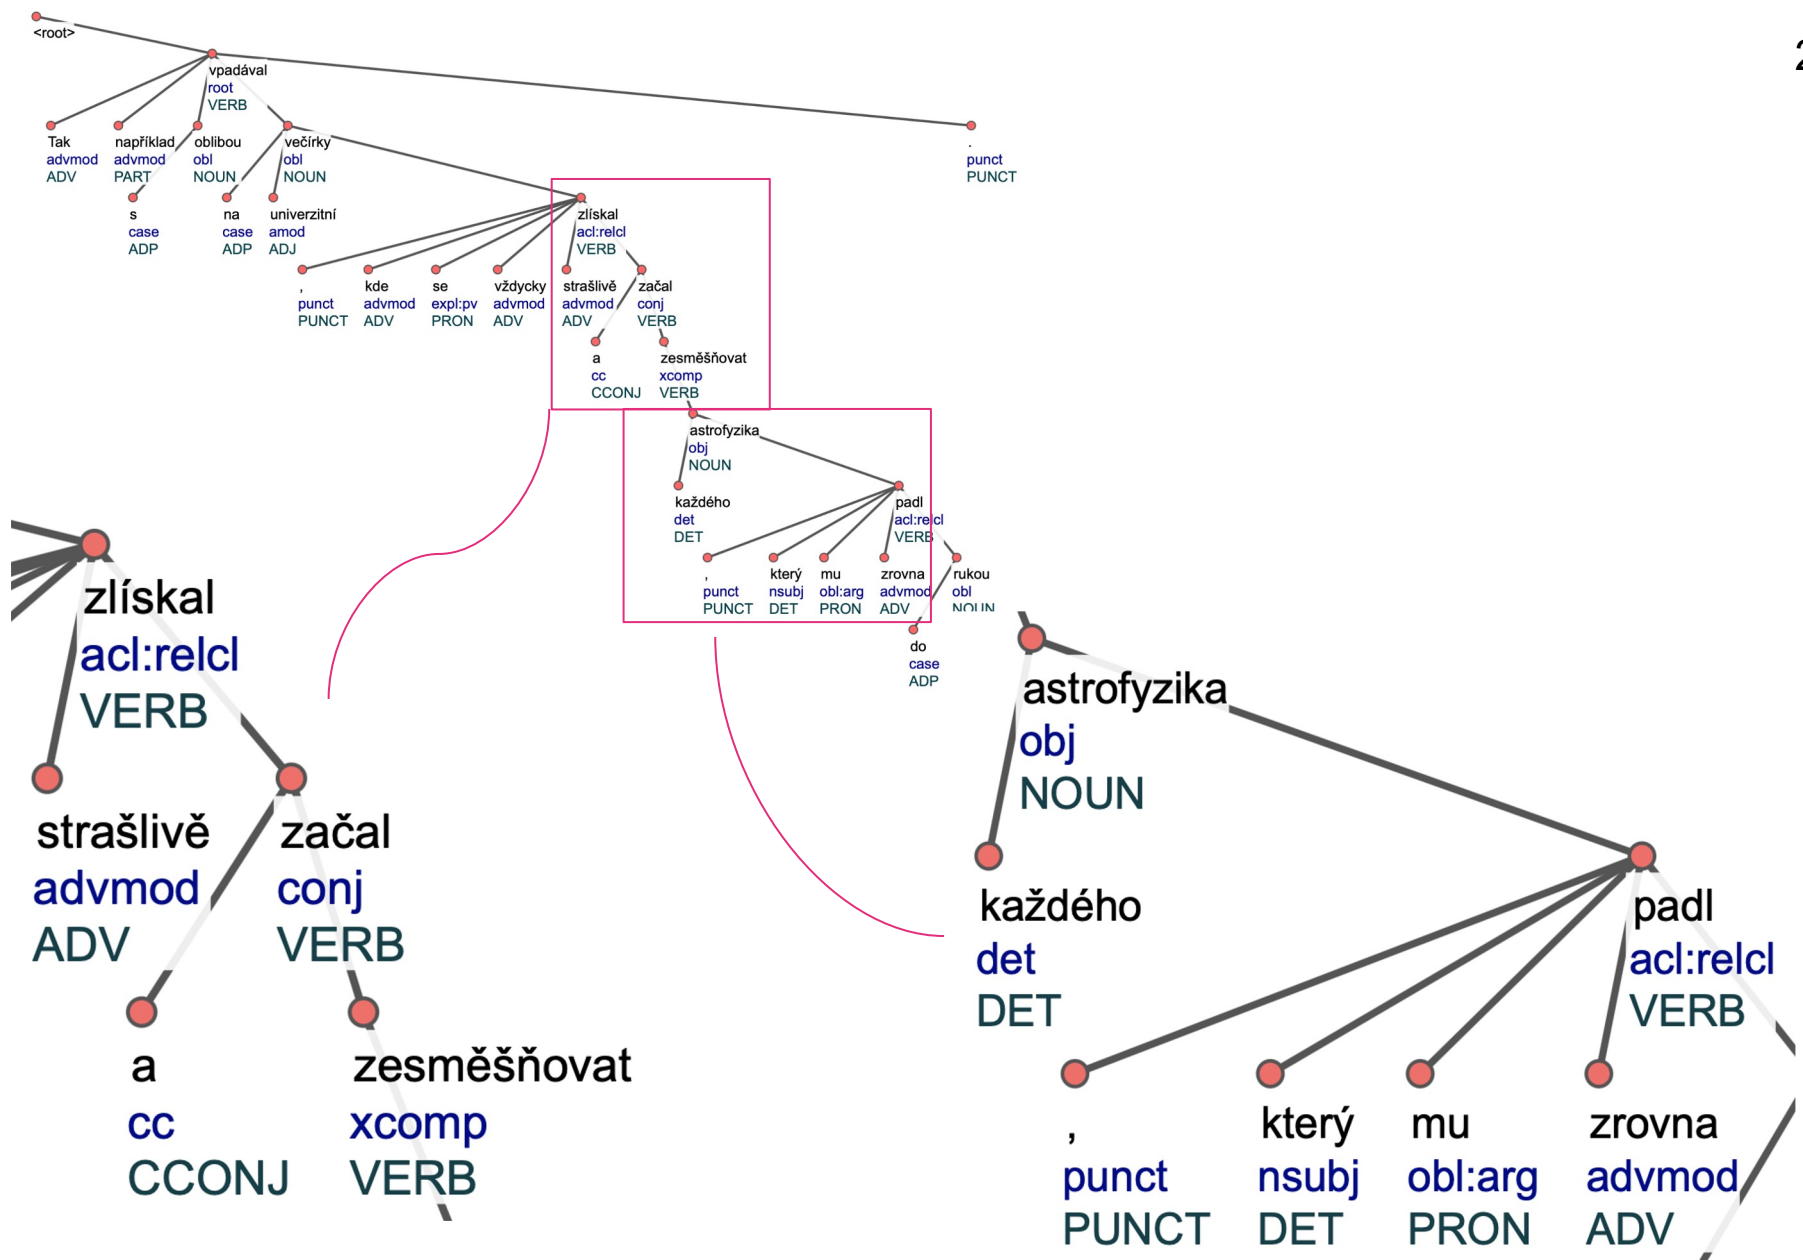 2
<root>
vpadával
root
VERB
Tak například oblibou večírky .
advmod advmod obl obl punct
ADV PART NOUN NOUN PUNCT
s na univerzitní zlískal
case case amod acl:relcl
ADP ADP ADJ VERB
, kde se vždycky strašlivě začal
punct advmod expl:pv advmod advmod conj
PUNCT ADV PRON ADV ADV VERB
a zesměšňovat
cc xcomp
CCONJ VERB
astrofyzika
obj
NOUN
každého padl
det acl:relcl
DET VERB
, který mu zrovna rukou
punct nsubj obl:arg advmod obl
PUNCT DET PRON ADV NOUN
do
case
ADP
zlískal
acl:relcl
VERB
strašlivě začal
advmod conj
ADV VERB
a zesměšňovat
cc xcomp
CCONJ VERB
astrofyzika
obj
NOUN
každého padl
det acl:relcl
DET VERB
, který mu zrovna
punct nsubj obl:arg advmod
PUNCT DET PRON ADV